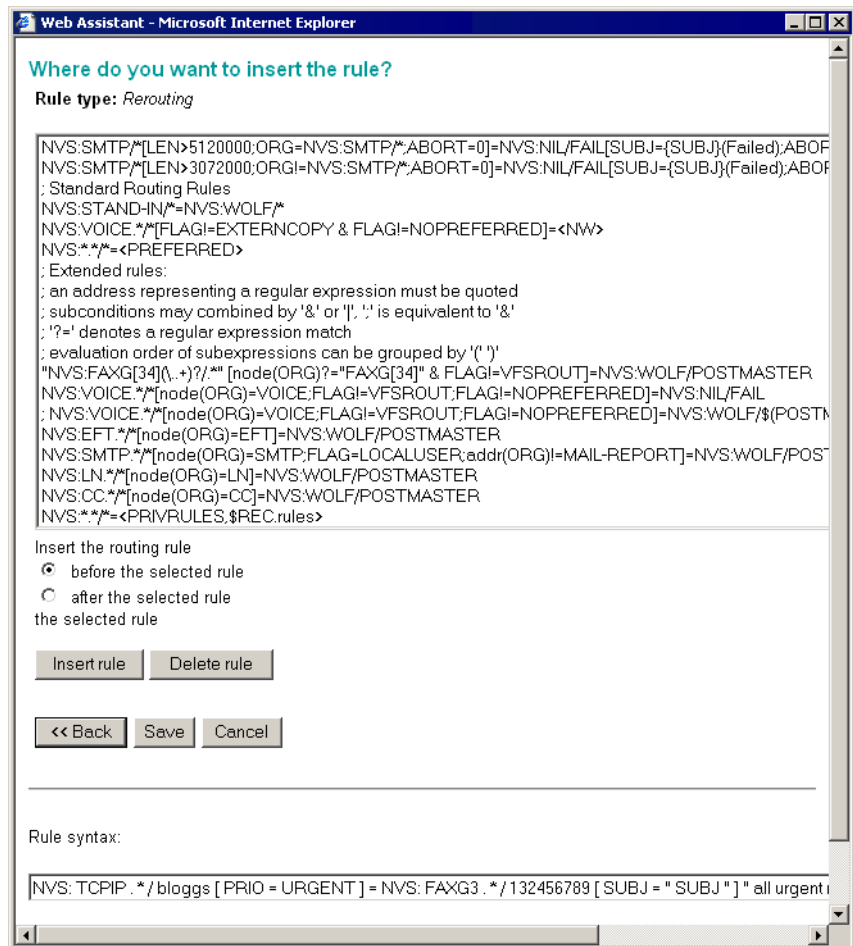 Web Assistant - Microsoft Internet Explorer
Where do you want to insert the rule?
Rule type: Rerouting
NVS:SMTP/*[LEN>5120000;ORG=NVS:SMTP/*;ABORT=0]=NVS:NIL/FAIL[SUBJ={SUBJ}(Failed);ABOF
NVS:SMTP/*[LEN>3072000;ORG!=NVS:SMTP/*;ABORT=0]=NVS:NIL/FAIL[SUBJ={SUBJ}(Failed);ABOF
; Standard Routing Rules
NVS:STAND-IN/*=NVS:WOLF/*
NVS:VOICE.*/*[FLAG!=EXTERNCOPY & FLAG!=NOPREFERRED]=<NW>
NVS:*.*/*=<PREFERRED>
; Extended rules:
; an address representing a regular expression must be quoted
; subconditions may combined by '&' or '|', ';' is equivalent to '&'
; '?=' denotes a regular expression match
; evaluation order of subexpressions can be grouped by '(' ')'
"NVS:FAXG[34](\..+)?/.*" [node(ORG)?="FAXG[34]" & FLAG!=VFSROUT]=NVS:WOLF/POSTMASTER
NVS:VOICE.*/*[node(ORG)=VOICE;FLAG!=VFSROUT;FLAG!=NOPREFERRED]=NVS:NIL/FAIL
; NVS:VOICE.*/*[node(ORG)=VOICE;FLAG!=VFSROUT;FLAG!=NOPREFERRED]=NVS:WOLF/$(POSTM
NVS:EFT.*/*[node(ORG)=EFT]=NVS:WOLF/POSTMASTER
NVS:SMTP.*/*[node(ORG)=SMTP;FLAG=LOCALUSER;addr(ORG)!=MAIL-REPORT]=NVS:WOLF/POST
NVS:LN.*/*[node(ORG)=LN]=NVS:WOLF/POSTMASTER
NVS:CC.*/*[node(ORG)=CC]=NVS:WOLF/POSTMASTER
NVS:*.*/*=<PRIVRULES,$REC.rules>
Insert the routing rule
before the selected rule
after the selected rule
the selected rule
Insert rule Delete rule
<< Back Save Cancel
Rule syntax:
NVS: TCPIP . * / bloggs [ PRIO = URGENT ] = NVS: FAXG3 . * / 132456789 [ SUBJ = " SUBJ " ] " all urgent